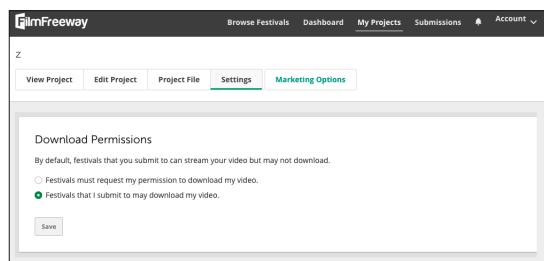 FilmFreeway
Browse Festivals Dashboard My Projects Submissions Account
z
View Project Edit Project Project File Settings Marketing Options
Download Permissions
By default, festivals that you submit to can stream your video but may not download.
Festivals must request my permission to download my video.
Festivals that I submit to may download my video.
Save